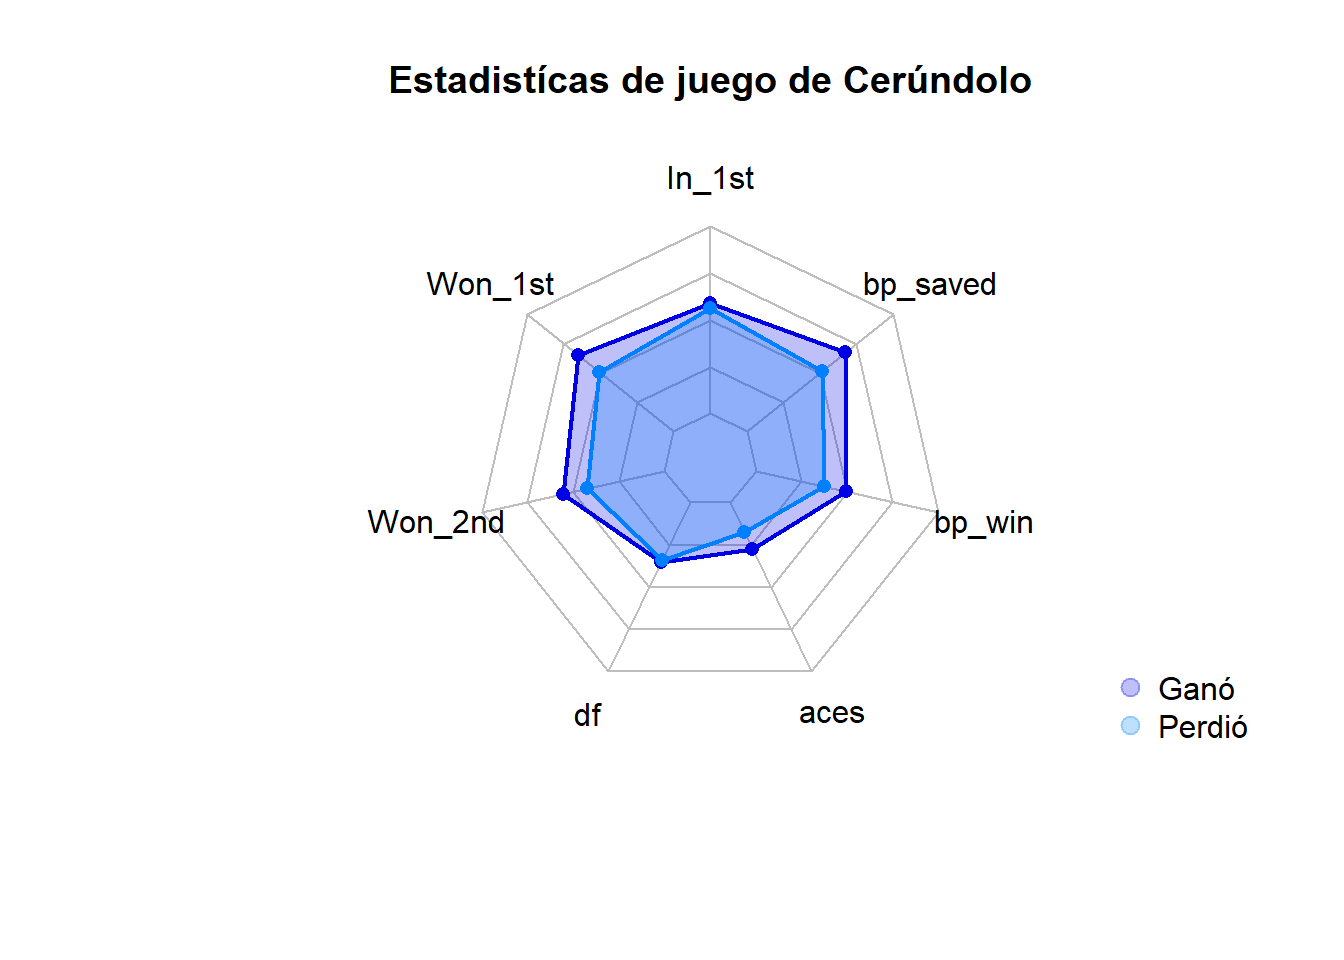 Estadistícas de juego de Cerúndolo
In_1st
Won_1st
bp_saved
Won_2nd
bp_win
df
aces
Ganó
Perdió